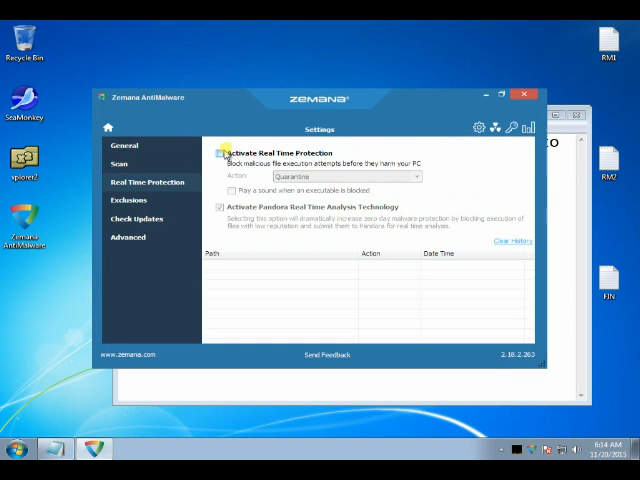 Recycle Bin
SeaMonkey
xplorer2
Zemana
AntiMalware
RM1
RM2
FIN
Zemana AntiMalware
ZEMANA
Settings
General
Scan
Real Time Protection
Exclusions
Check Updates
Advanced
Activate Real Time Protection
Block malicious file execution attempts before they harm your PC
Action:
Quarantine
Play a sound when an executable is blocked
Activate Pandora Real Time Analysis Technology
Selecting this option will dramatically increase zero day malware protection by blocking execution of
files with low reputation and submit them to Pandora for real time analysis.
Clear History
Path
Action
Date Time
www.zemana.com
Send Feedback
2.18.2.263
IO
6:14 AM
11/20/2015